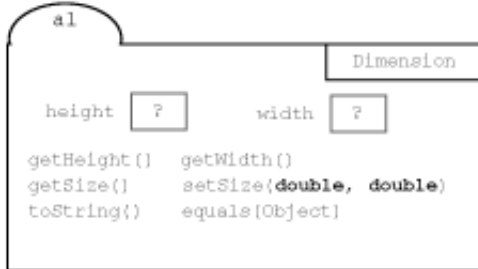 a1
Dimension
height ? width ?
getHeight() getWidth()
getSize() setSize(double, double)
toString() equals[Object]